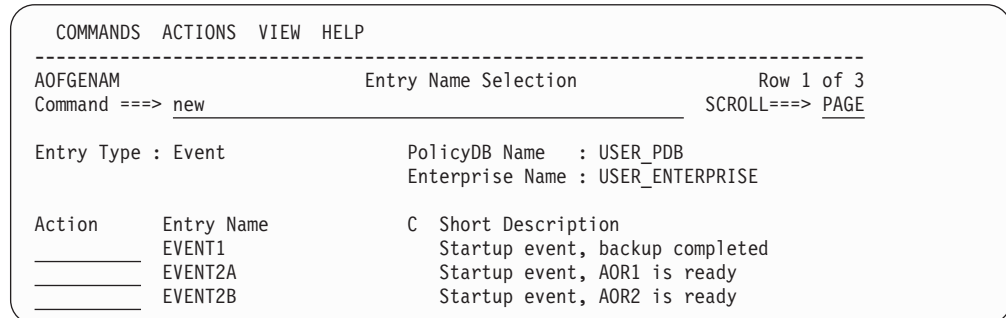 COMMANDS ACTIONS VIEW HELP
-------------------------------------------------------------------------------
AOFGENAM Entry Name Selection Row 1 of 3
Command ===> new SCROLL===> PAGE
Entry Type : Event PolicyDB Name : USER_PDB
Enterprise Name : USER_ENTERPRISE
Action Entry Name C Short Description
EVENT1 Startup event, backup completed
EVENT2A Startup event, AOR1 is ready
EVENT2B Startup event, AOR2 is ready